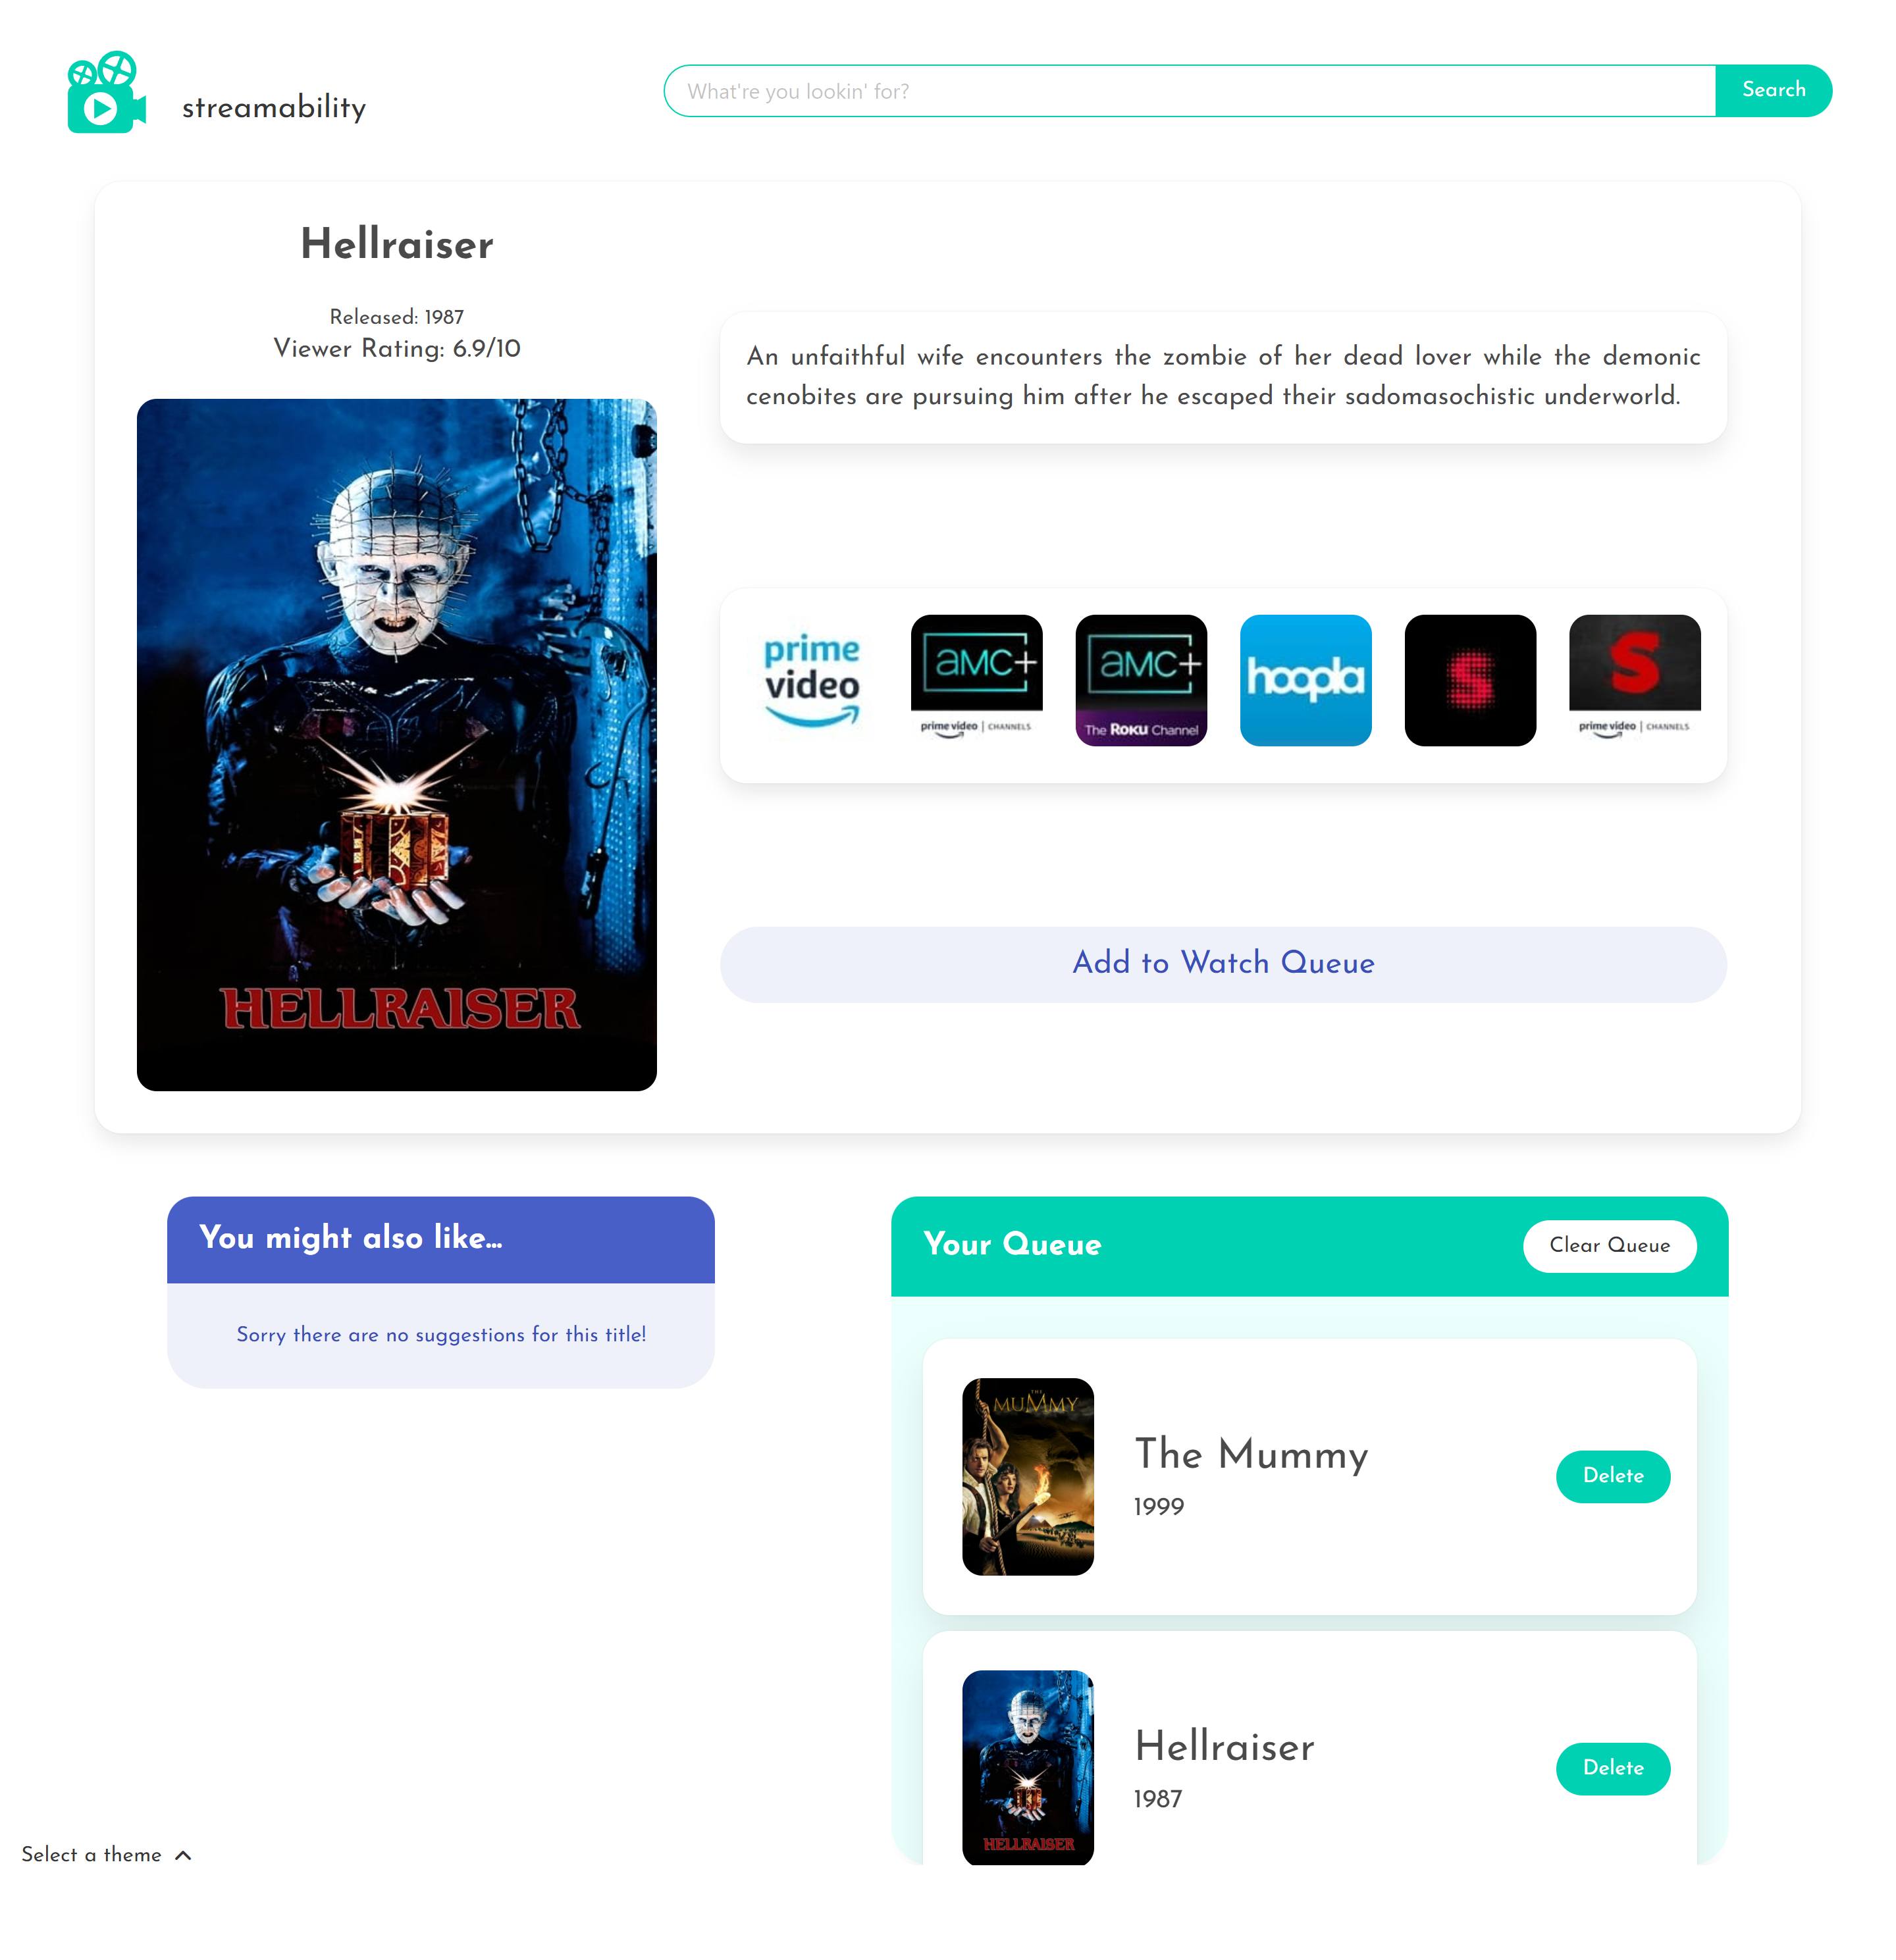 streamability
What're you lookin' for?
Search
Hellraiser
Released: 1987
Viewer Rating: 6.9/10
An unfaithful wife encounters the zombie of her dead lover while the demonic
cenobites are pursuing him after he escaped their sadomasochistic underworld.
HELLRAISER
prime
video
aMC+
prime video | CHANNELS
aMC+
The ROKU Channel
hoopla
S
S
prime video | CHANNELS
Add to Watch Queue
You might also like...
Sorry there are no suggestions for this title!
Your Queue
Clear Queue
THE
MUMMY
The Mummy
1999
Delete
HELLRAISER
Hellraiser
1987
Delete
Select a theme